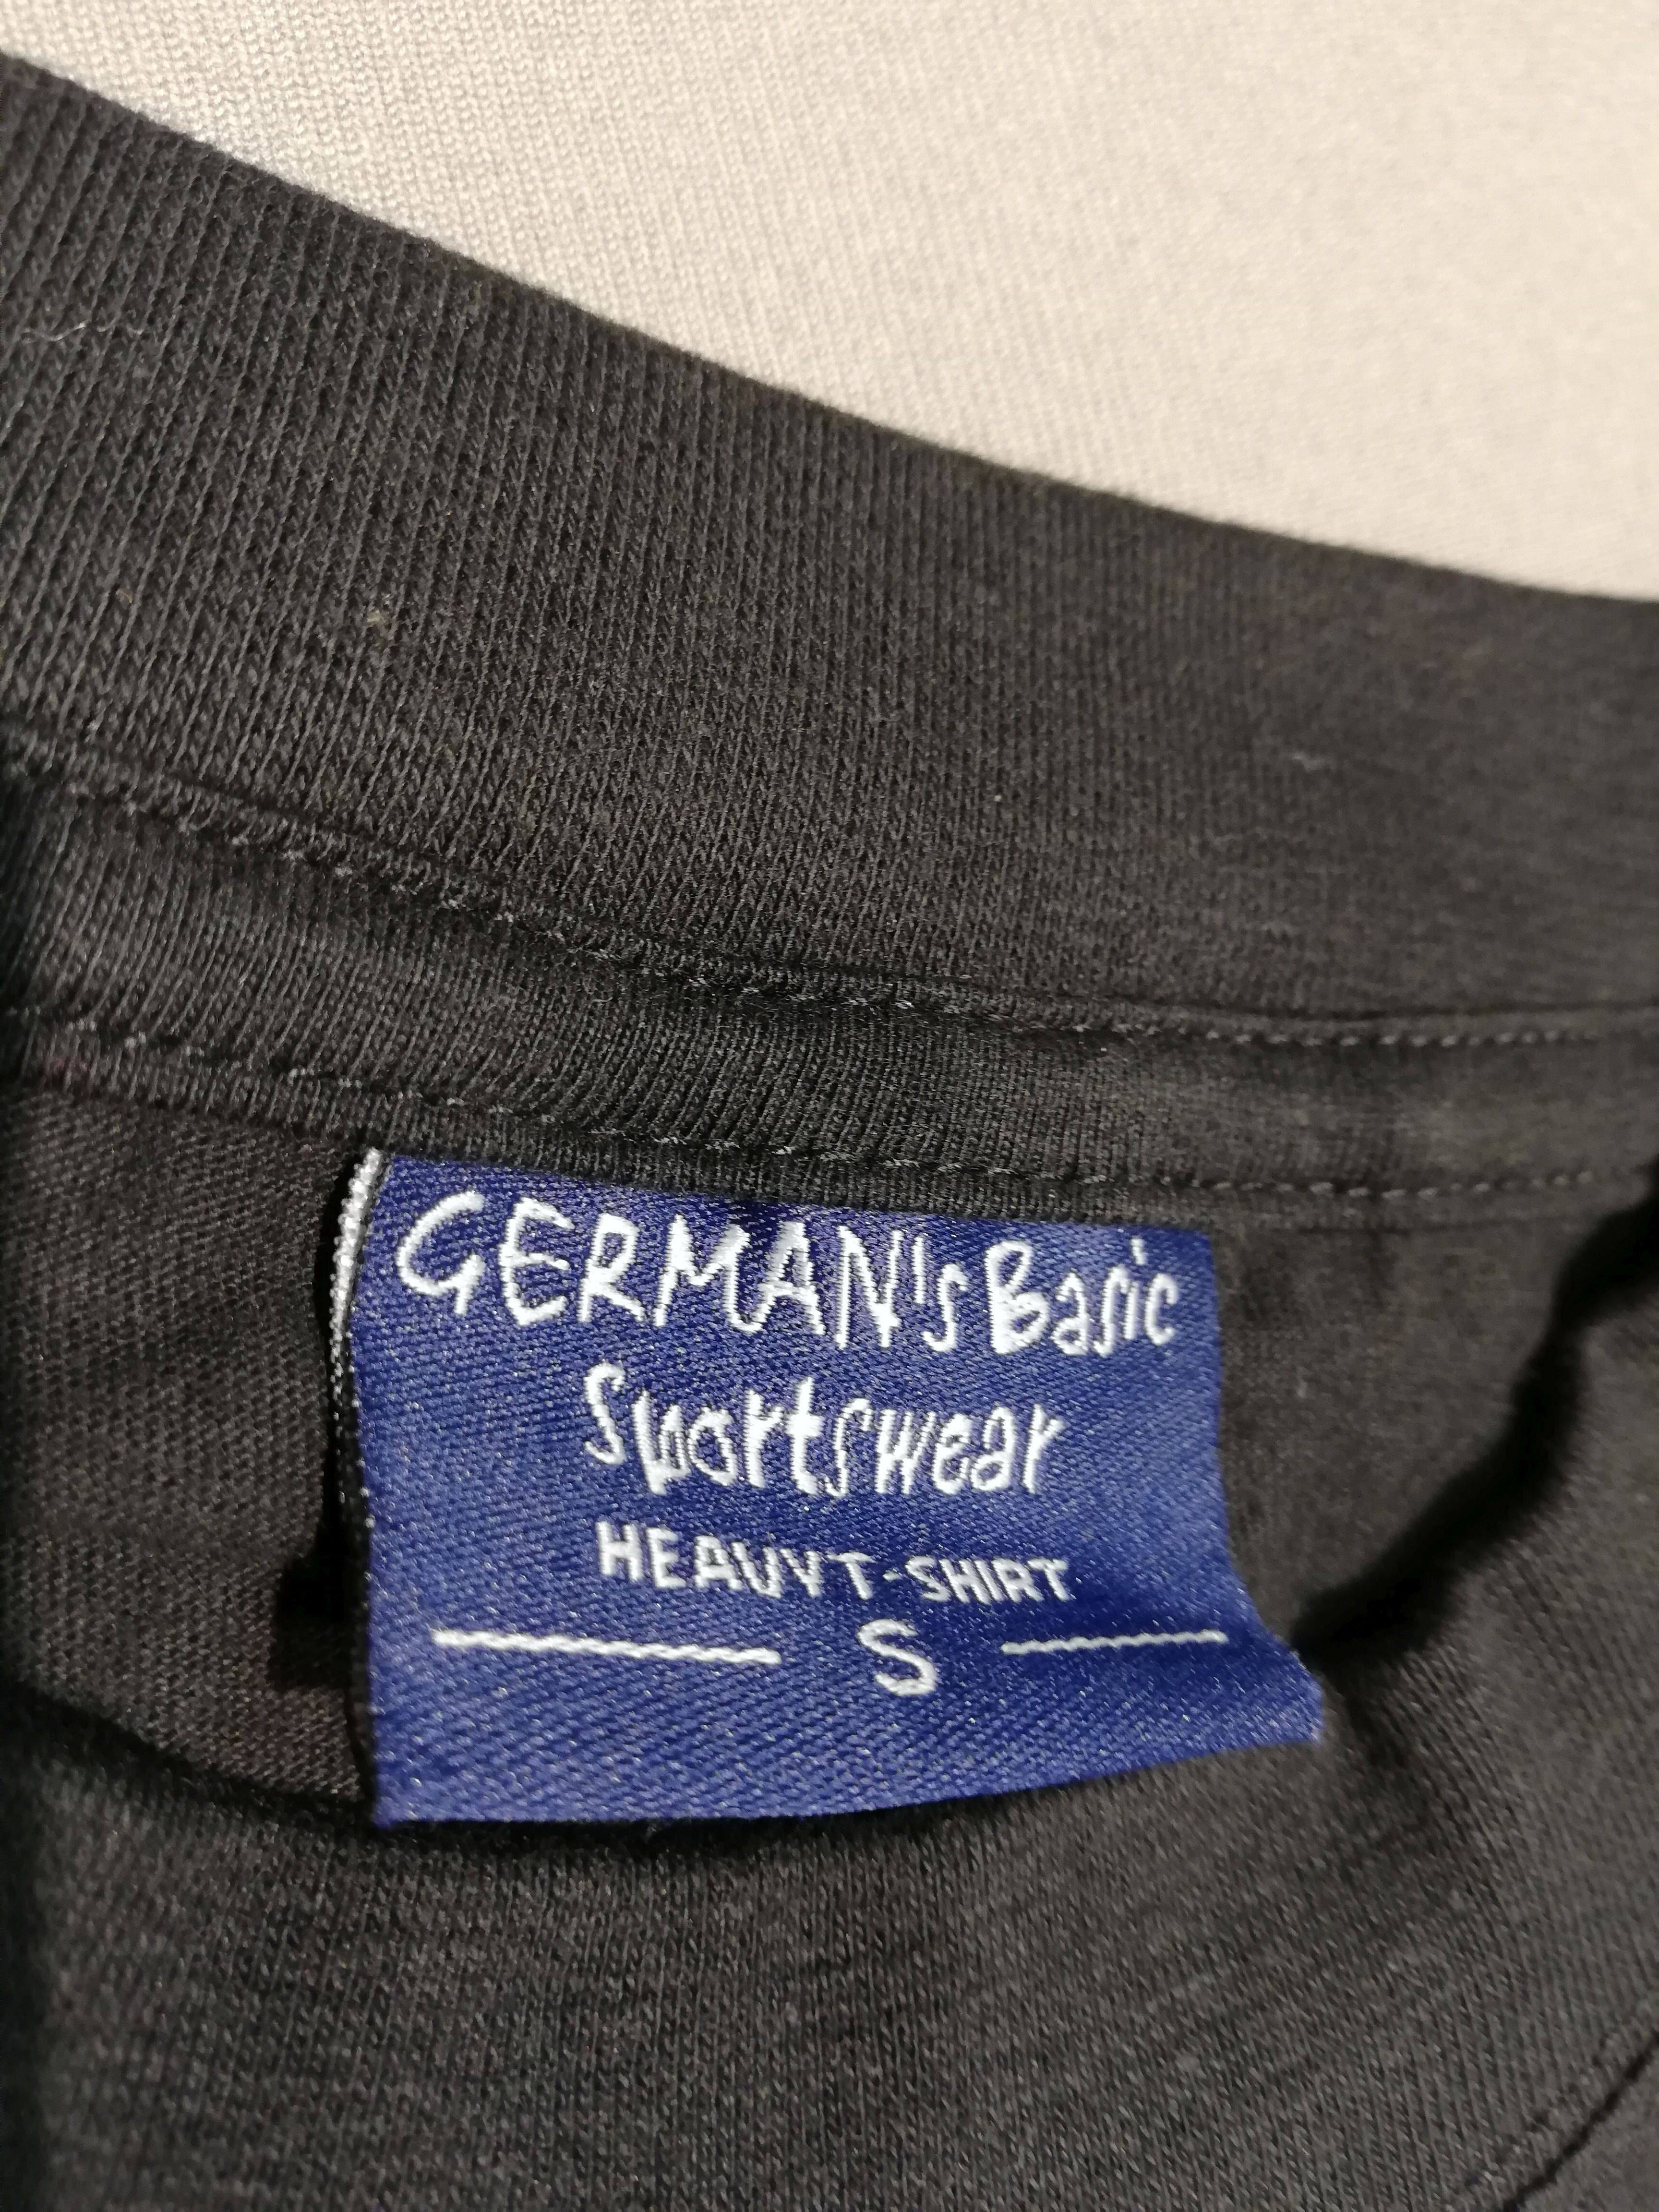 GERMAN's Basic
Sportswear
HEAVY T-SHIRT
S